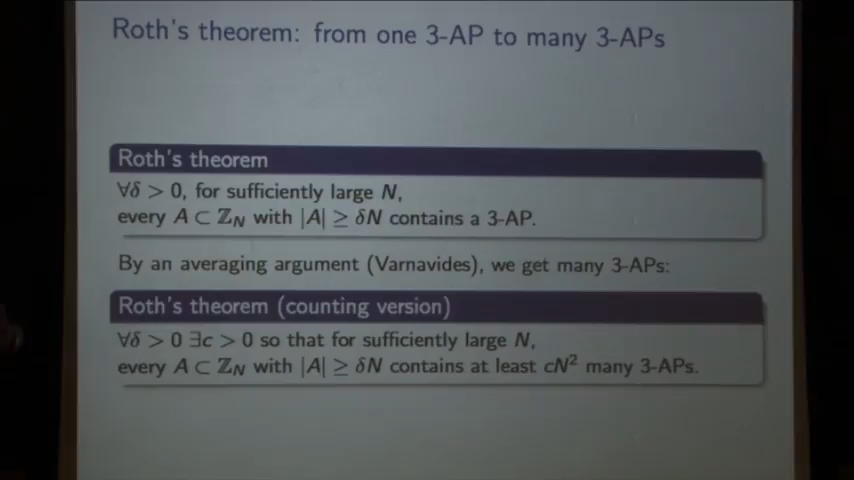 Roth's theorem: from one 3-AP to many 3-APs
Roth's theorem
∀δ > 0, for sufficiently large N,
every A ⊂ ℤ_N with |A| ≥ δN contains a 3-AP.
By an averaging argument (Varnavides), we get many 3-APs:
Roth's theorem (counting version)
∀δ > 0 ∃c > 0 so that for sufficiently large N,
every A ⊂ ℤ_N with |A| ≥ δN contains at least cN² many 3-APs.